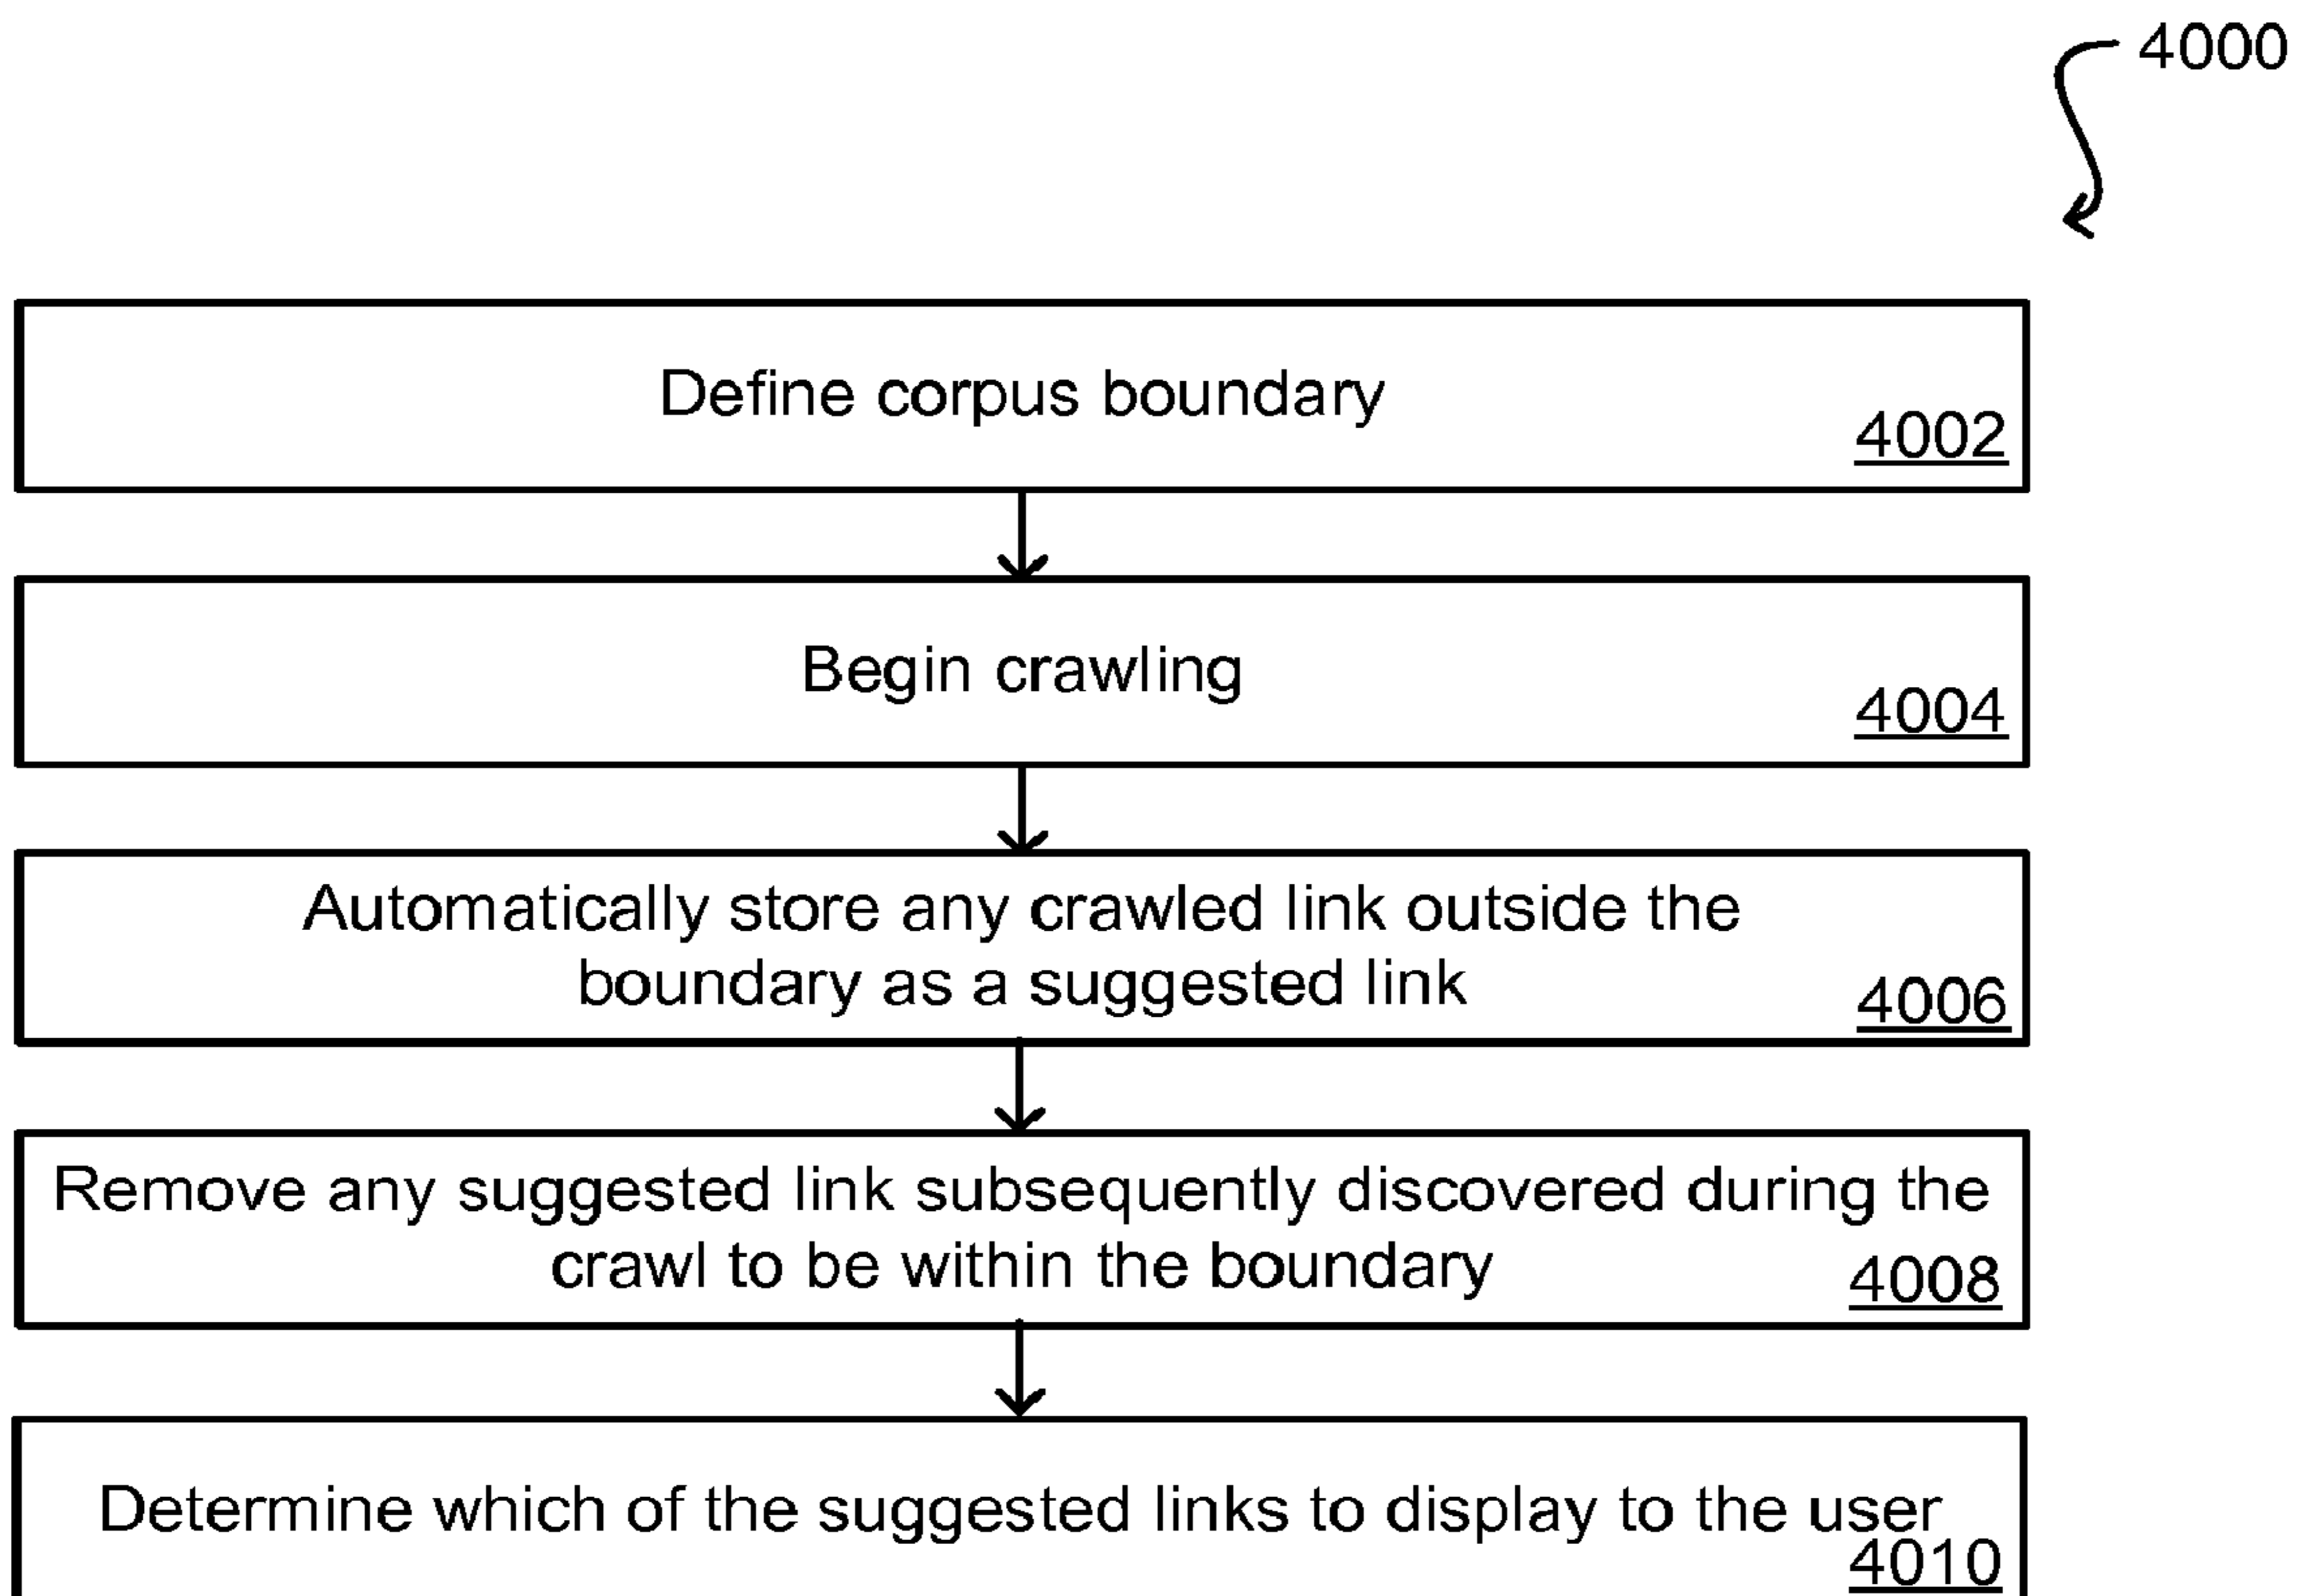 4000
Define corpus boundary
4002
Begin crawling
4004
Automatically store any crawled link outside the
boundary as a suggested link
4006
Remove any suggested link subsequently discovered during the
crawl to be within the boundary
4008
Determine which of the suggested links to display to the user
4010